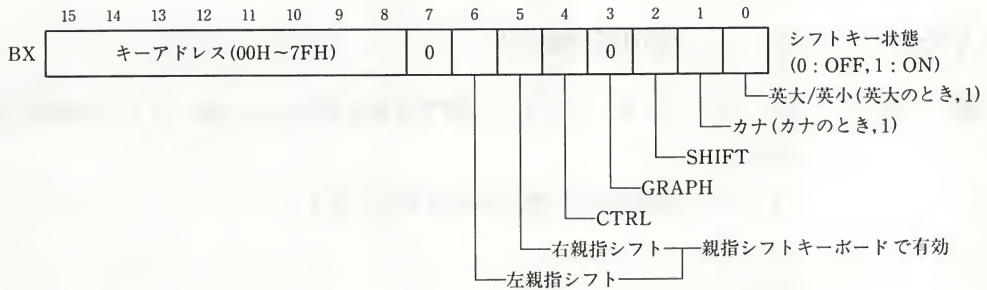 15 14 13 12 11 10 9 8 7 6 5 4 3 2 1 0
BX キーアドレス(00H～7FH) 0 0 シフトキー状態
(0：OFF, 1：ON)
英大/英小(英大のとき,1)
カナ(カナのとき,1)
SHIFT
GRAPH
CTRL
右親指シフト 親指シフトキーボードで有効
左親指シフト